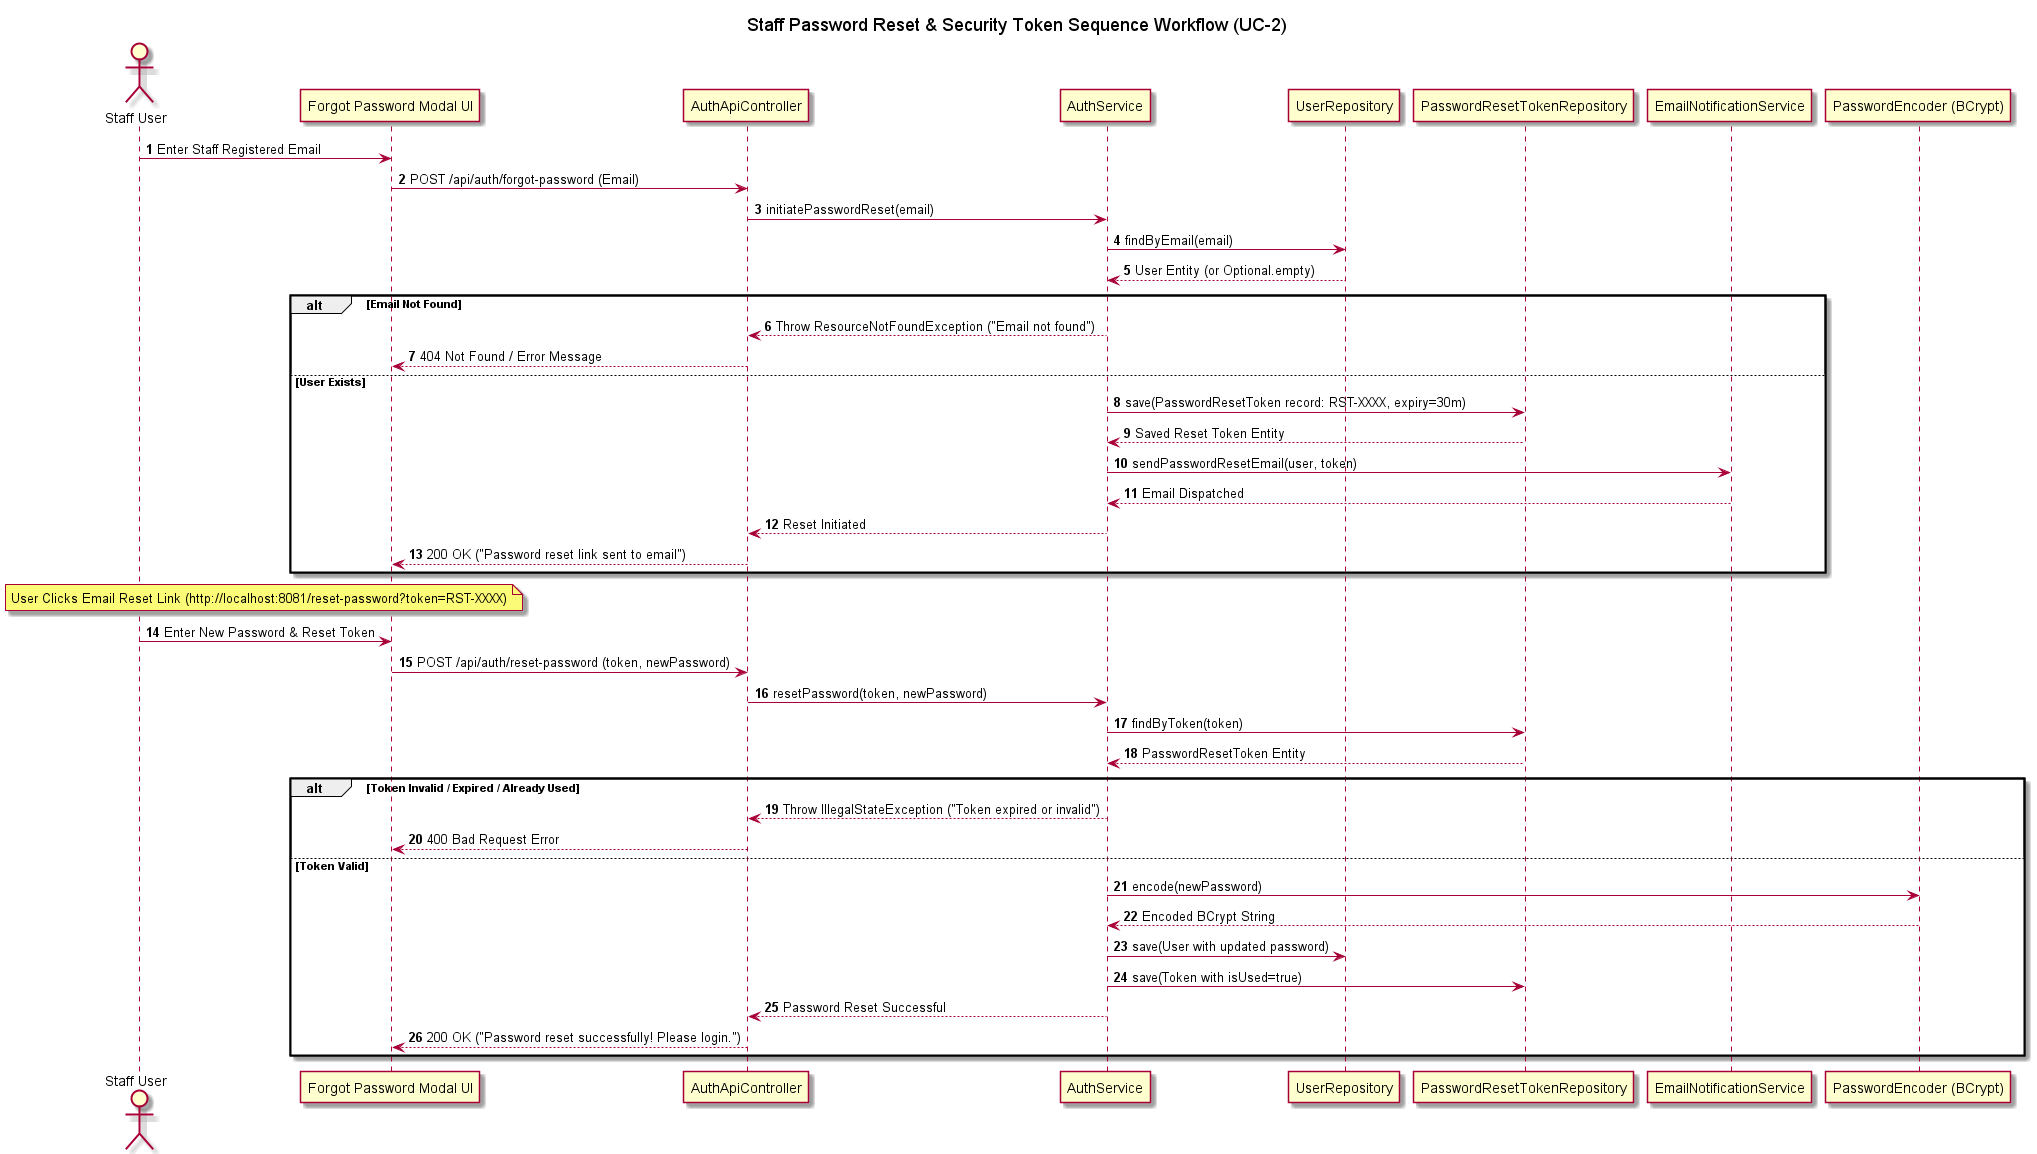 Staff Password Reset & Security Token Sequence Workflow (UC-2)
Staff User
Forgot Password Modal UI
AuthApiController
AuthService
UserRepository
PasswordResetTokenRepository
EmailNotificationService
PasswordEncoder (BCrypt)
1 Enter Staff Registered Email
2 POST /api/auth/forgot-password (Email)
3 initiatePasswordReset(email)
4 findByEmail(email)
5 User Entity (or Optional.empty)
alt [Email Not Found]
6 Throw ResourceNotFoundException ("Email not found")
7 404 Not Found / Error Message
[User Exists]
8 save(PasswordResetToken record: RST-XXXX, expiry=30m)
9 Saved Reset Token Entity
10 sendPasswordResetEmail(user, token)
11 Email Dispatched
12 Reset Initiated
13 200 OK ("Password reset link sent to email")
User Clicks Email Reset Link (http://localhost:8081/reset-password?token=RST-XXXX)
14 Enter New Password & Reset Token
15 POST /api/auth/reset-password (token, newPassword)
16 resetPassword(token, newPassword)
17 findByToken(token)
18 PasswordResetToken Entity
alt [Token Invalid / Expired / Already Used]
19 Throw IllegalStateException ("Token expired or invalid")
20 400 Bad Request Error
[Token Valid]
21 encode(newPassword)
22 Encoded BCrypt String
23 save(User with updated password)
24 save(Token with isUsed=true)
25 Password Reset Successful
26 200 OK ("Password reset successfully! Please login.")
Staff User
Forgot Password Modal UI
AuthApiController
AuthService
UserRepository
PasswordResetTokenRepository
EmailNotificationService
PasswordEncoder (BCrypt)